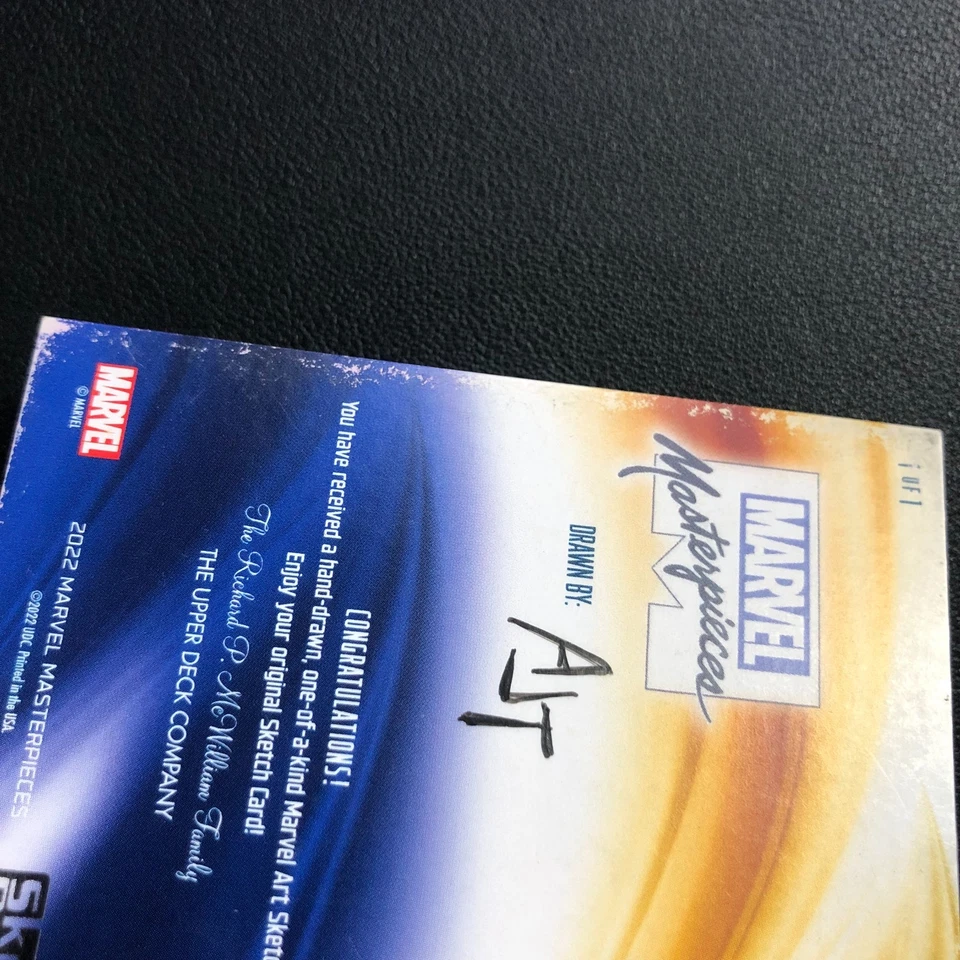 1 OF 1
MARVEL
Masterpieces
DRAWN BY:
AJT
CONGRATULATIONS!
You have received a hand-drawn, one-of-a-kind Marvel Art
Enjoy your original Sketch Card!
The Richard P. McWilliam Family
THE UPPER DECK COMPANY
MARVEL
© MARVEL
2022 MARVEL MASTERPIECES
©2022 UDC. Printed in the USA.